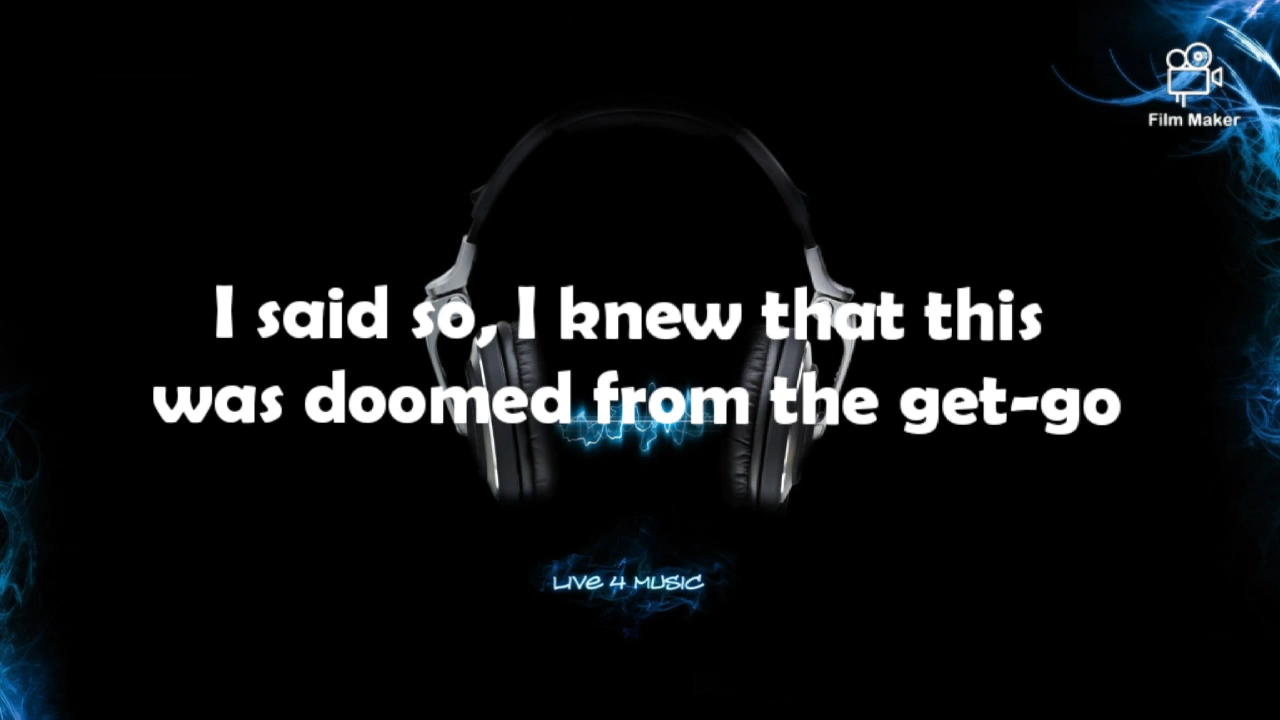 Film Maker
I said so, I knew that this
was doomed from the get-go
LIVE 4 MUSIC